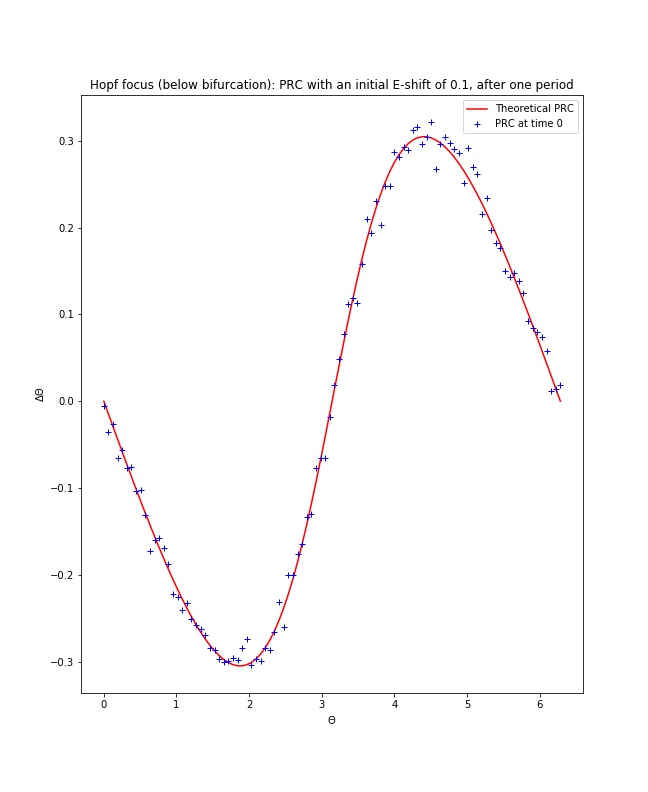 Hopf focus (below bifurcation): PRC with an initial E-shift of 0.1, after one period
Theoretical PRC
PRC at time 0
0.3
0.2
0.1
0.0
−0.1
−0.2
−0.3
ΔΘ
0 1 2 3 4 5 6
Θ